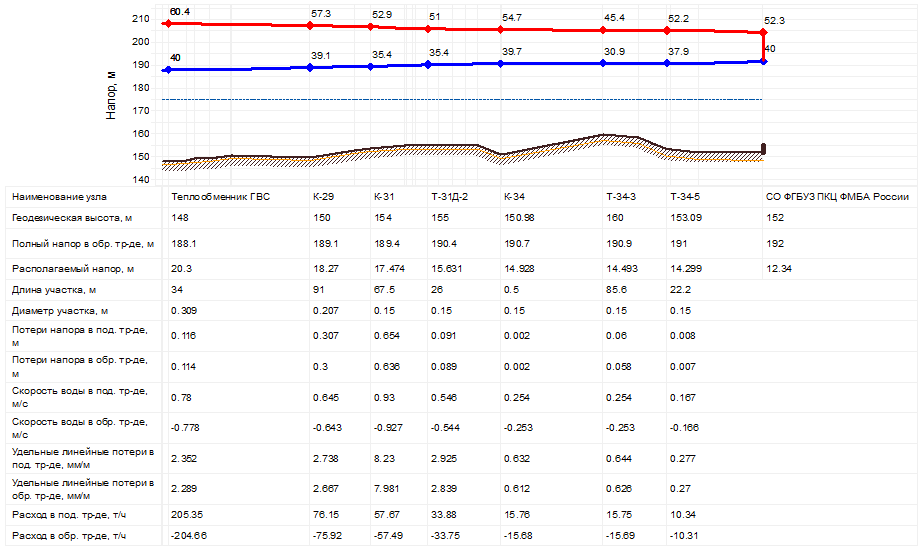 210
200
190
180
170
160
150
140
Напор, м
60.4
57.3
52.9
51
54.7
45.4
52.2
52.3
40
39.1
35.4
35.4
39.7
30.9
37.9
40
Наименование узла Теплообменник ГВС К-29 К-31 Т-31Д-2 К-34 Т-34-3 Т-34-5 СО ФГБУЗ ПКЦ ФМБА России
Геодезическая высота, м 148 150 154 155 150.98 160 153.09 152
Полный напор в обр. тр-де, м 188.1 189.1 189.4 190.4 190.7 190.9 191 192
Располагаемый напор, м 20.3 18.27 17.474 15.631 14.928 14.493 14.299 12.34
Длина участка, м 34 91 67.5 26 0.5 85.6 22.2
Диаметр участка, м 0.309 0.207 0.15 0.15 0.15 0.15 0.15
Потери напора в под. тр-де,
м 0.116 0.307 0.654 0.091 0.002 0.06 0.008
Потери напора в обр. тр-де,
м 0.114 0.3 0.636 0.089 0.002 0.058 0.007
Скорость воды в под. тр-де,
м/с 0.78 0.645 0.93 0.546 0.254 0.254 0.167
Скорость воды в обр. тр-де,
м/с -0.778 -0.643 -0.927 -0.544 -0.253 -0.253 -0.166
Удельные линейные потери в
под. тр-де, мм/м 2.352 2.738 8.23 2.925 0.632 0.644 0.277
Удельные линейные потери в
обр. тр-де, мм/м 2.289 2.667 7.981 2.839 0.612 0.626 0.27
Расход в под. тр-де, т/ч 205.35 76.15 57.67 33.88 15.76 15.75 10.34
Расход в обр. тр-де, т/ч -204.66 -75.92 -57.49 -33.75 -15.68 -15.69 -10.31